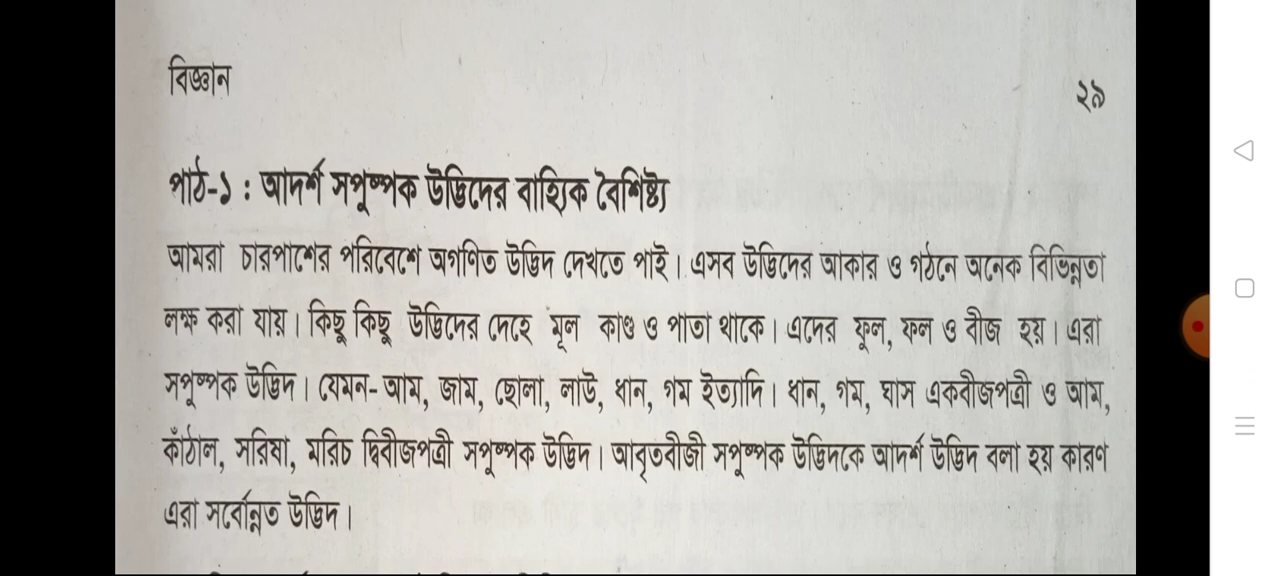 বিজ্ঞান ২৯
পাঠ-১ : আদর্শ সপুষ্পক উদ্ভিদের বাহ্যিক বৈশিষ্ট্য
আমরা চারপাশের পরিবেশে অগণিত উদ্ভিদ দেখতে পাই। এসব উদ্ভিদের আকার ও গঠনে অনেক বিভিন্নতা
লক্ষ করা যায়। কিছু কিছু উদ্ভিদের দেহে মূল কাণ্ড ও পাতা থাকে। এদের ফুল, ফল ও বীজ হয়। এরা
সপুষ্পক উদ্ভিদ। যেমন- আম, জাম, ছোলা, লাউ, ধান, গম ইত্যাদি। ধান, গম, ঘাস একবীজপত্রী ও আম,
কাঁঠাল, সরিষা, মরিচ দ্বিবীজপত্রী সপুষ্পক উদ্ভিদ। আবৃতবীজী সপুষ্পক উদ্ভিদকে আদর্শ উদ্ভিদ বলা হয় কারণ
এরা সর্বোন্নত উদ্ভিদ।